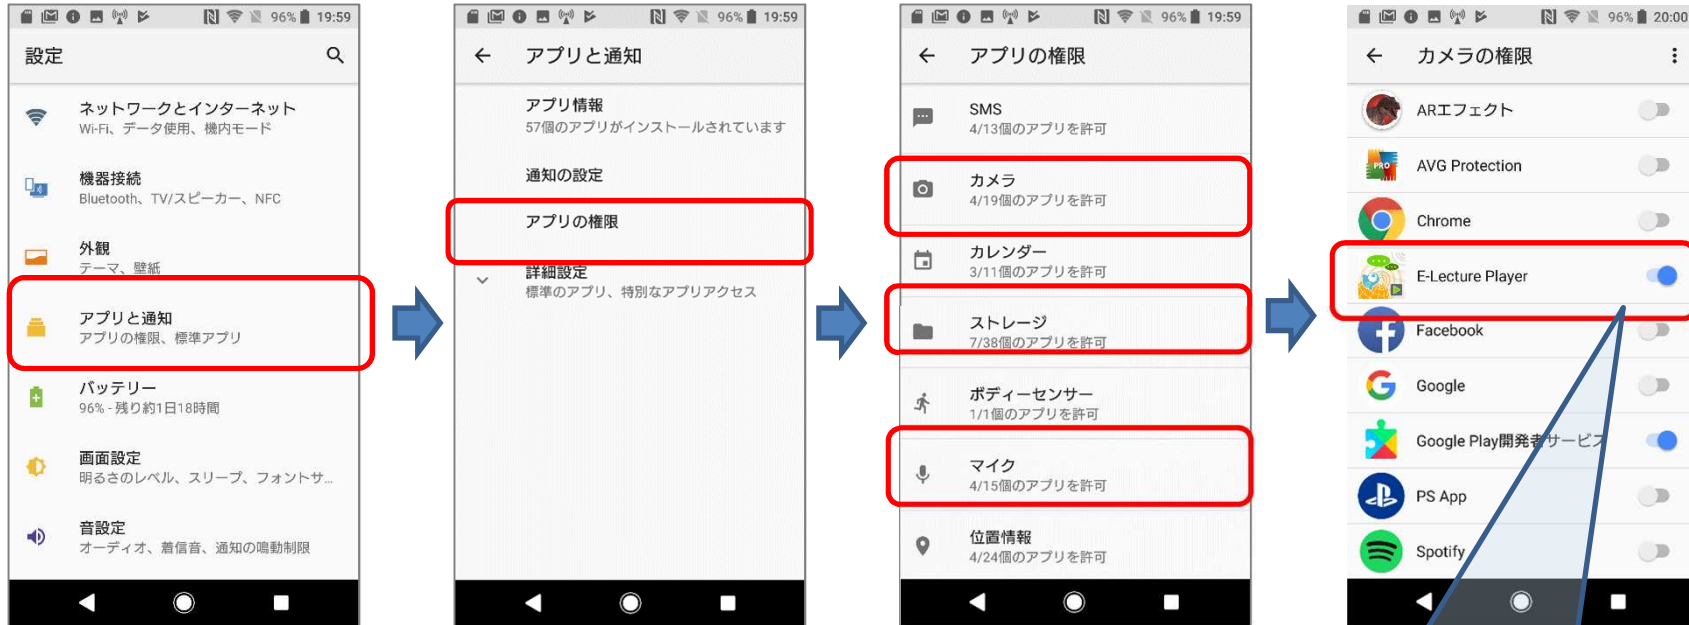 96% 19:59
設定
ネットワークとインターネット
Wi-Fi、データ使用、機内モード
機器接続
Bluetooth、TV/スピーカー、NFC
外観
テーマ、壁紙
アプリと通知
アプリの権限、標準アプリ
バッテリー
96% - 残り約1日18時間
画面設定
明るさのレベル、スリープ、フォントサ...
音設定
オーディオ、着信音、通知の鳴動制限
96% 19:59
アプリと通知
アプリ情報
57個のアプリがインストールされています
通知の設定
アプリの権限
詳細設定
標準のアプリ、特別なアプリアクセス
96% 19:59
アプリの権限
SMS
4/13個のアプリを許可
カメラ
4/19個のアプリを許可
カレンダー
3/11個のアプリを許可
ストレージ
7/38個のアプリを許可
ボディーセンサー
1/1個のアプリを許可
マイク
4/15個のアプリを許可
位置情報
4/24個のアプリを許可
96% 20:00
カメラの権限
ARエフェクト
PRO
AVG Protection
Chrome
E-Lecture Player
Facebook
Google
Google Play開発者サービス
PS App
Spotify